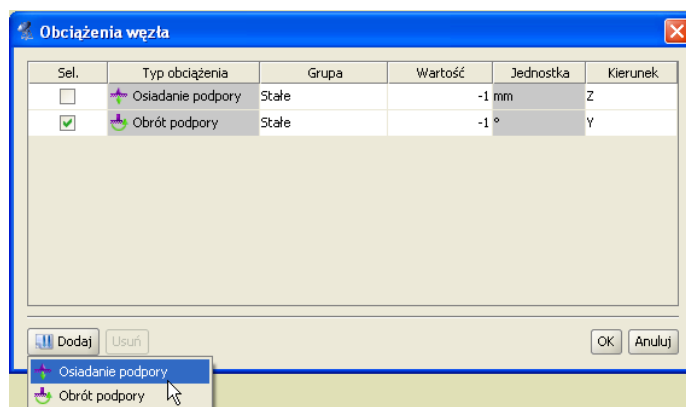 Obciążenia węzła
Sel. Typ obciążenia Grupa Wartość Jednostka Kierunek
Osiadanie podpory Stałe -1 mm Z
Obrót podpory Stałe -1 ° Y
Dodaj Usuń OK Anuluj
Osiadanie podpory
Obrót podpory